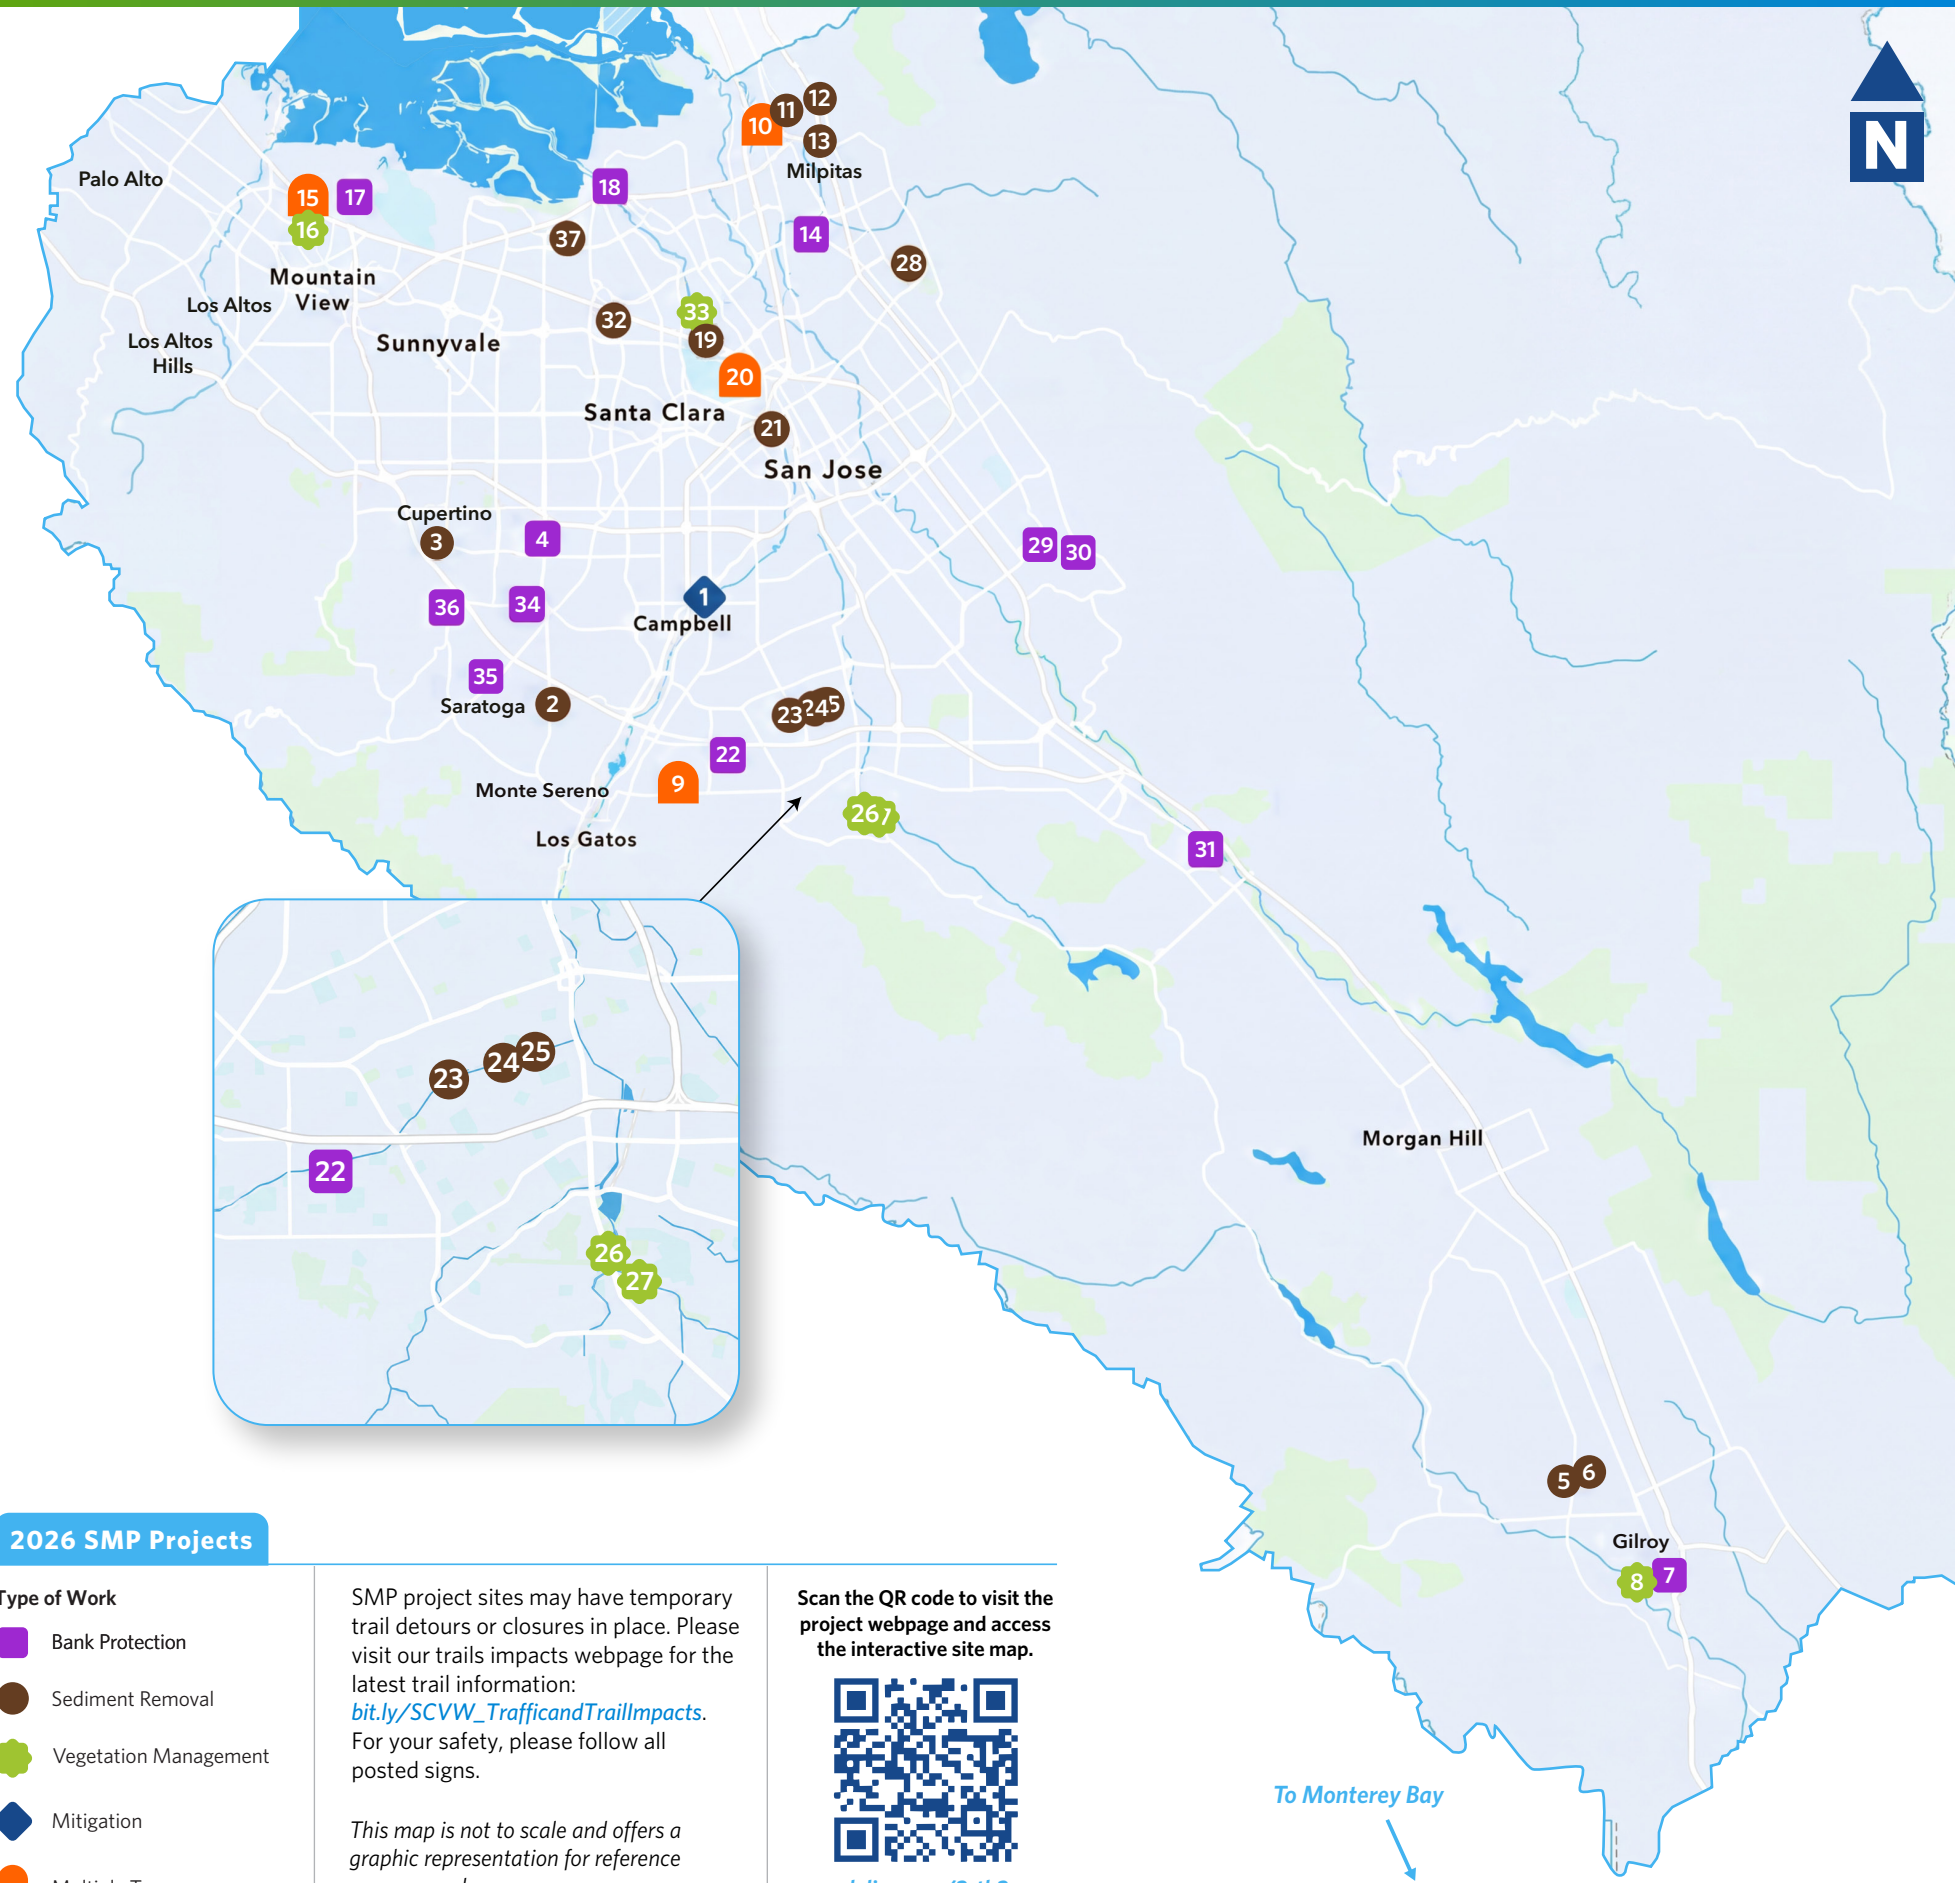 N
12
11
10
13
Milpitas
Palo Alto
15
17
18
16
14
37
28
Mountain
View
Los Altos
33
32
19
Sunnyvale
Los Altos
Hills
20
Santa Clara
21
San Jose
Cupertino
3
4
29
30
1
36
34
Campbell
35
Saratoga
2
23
24
5
22
9
Monte Sereno
26
Los Gatos
31
25
24
23
22
26
27
Morgan Hill
5
6
Gilroy
8
7
2026 SMP Projects
Type of Work
Bank Protection
Sediment Removal
Vegetation Management
Mitigation
SMP project sites may have temporary
trail detours or closures in place. Please
visit our trails impacts webpage for the
latest trail information:
bit.ly/SCVW_TrafficandTrailImpacts.
For your safety, please follow all
posted signs.
This map is not to scale and offers a
graphic representation for reference
Scan the QR code to visit the
project webpage and access
the interactive site map.
To Monterey Bay